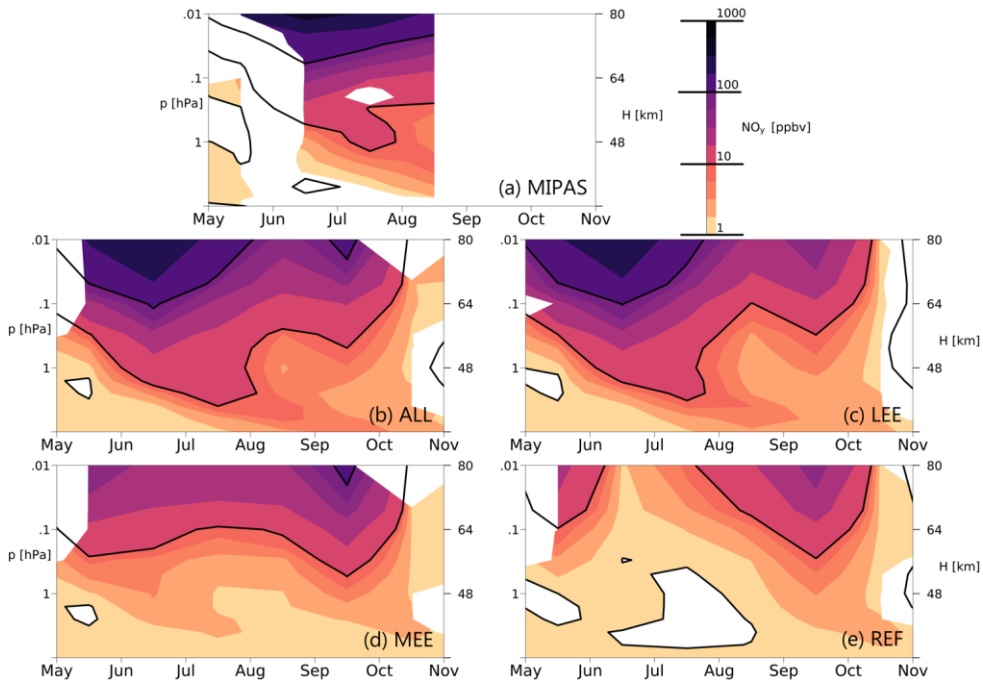 .01
.1
1
p [hPa]
80
64
48
H [km]
(a) MIPAS
May Jun Jul Aug Sep Oct Nov
1000
100
10
1
NOy [ppbv]
.01
.1
1
p [hPa]
80
64
48
(b) ALL
May Jun Jul Aug Sep Oct Nov
.01
.1
1
80
64
48
H [km]
(c) LEE
May Jun Jul Aug Sep Oct Nov
.01
.1
1
p [hPa]
80
64
48
(d) MEE
May Jun Jul Aug Sep Oct Nov
.01
.1
1
80
64
48
H [km]
(e) REF
May Jun Jul Aug Sep Oct Nov